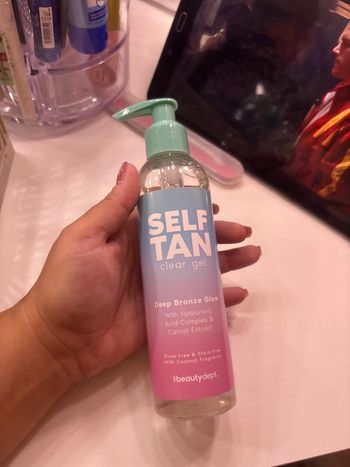 SELF
TAN
clear gel
Deep Bronze Glow
With Hyaluronic
Acid Complex &
Carrot Extract
Rinse-Free & Stain Free
With Coconut Fragrance
beautydept.